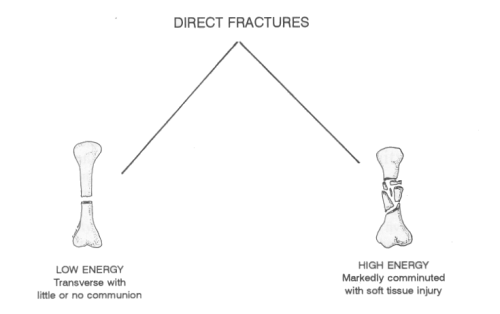 DIRECT FRACTURES
LOW ENERGY
Transverse with
little or no communion
HIGH ENERGY
Markedly comminuted
with soft tissue injury